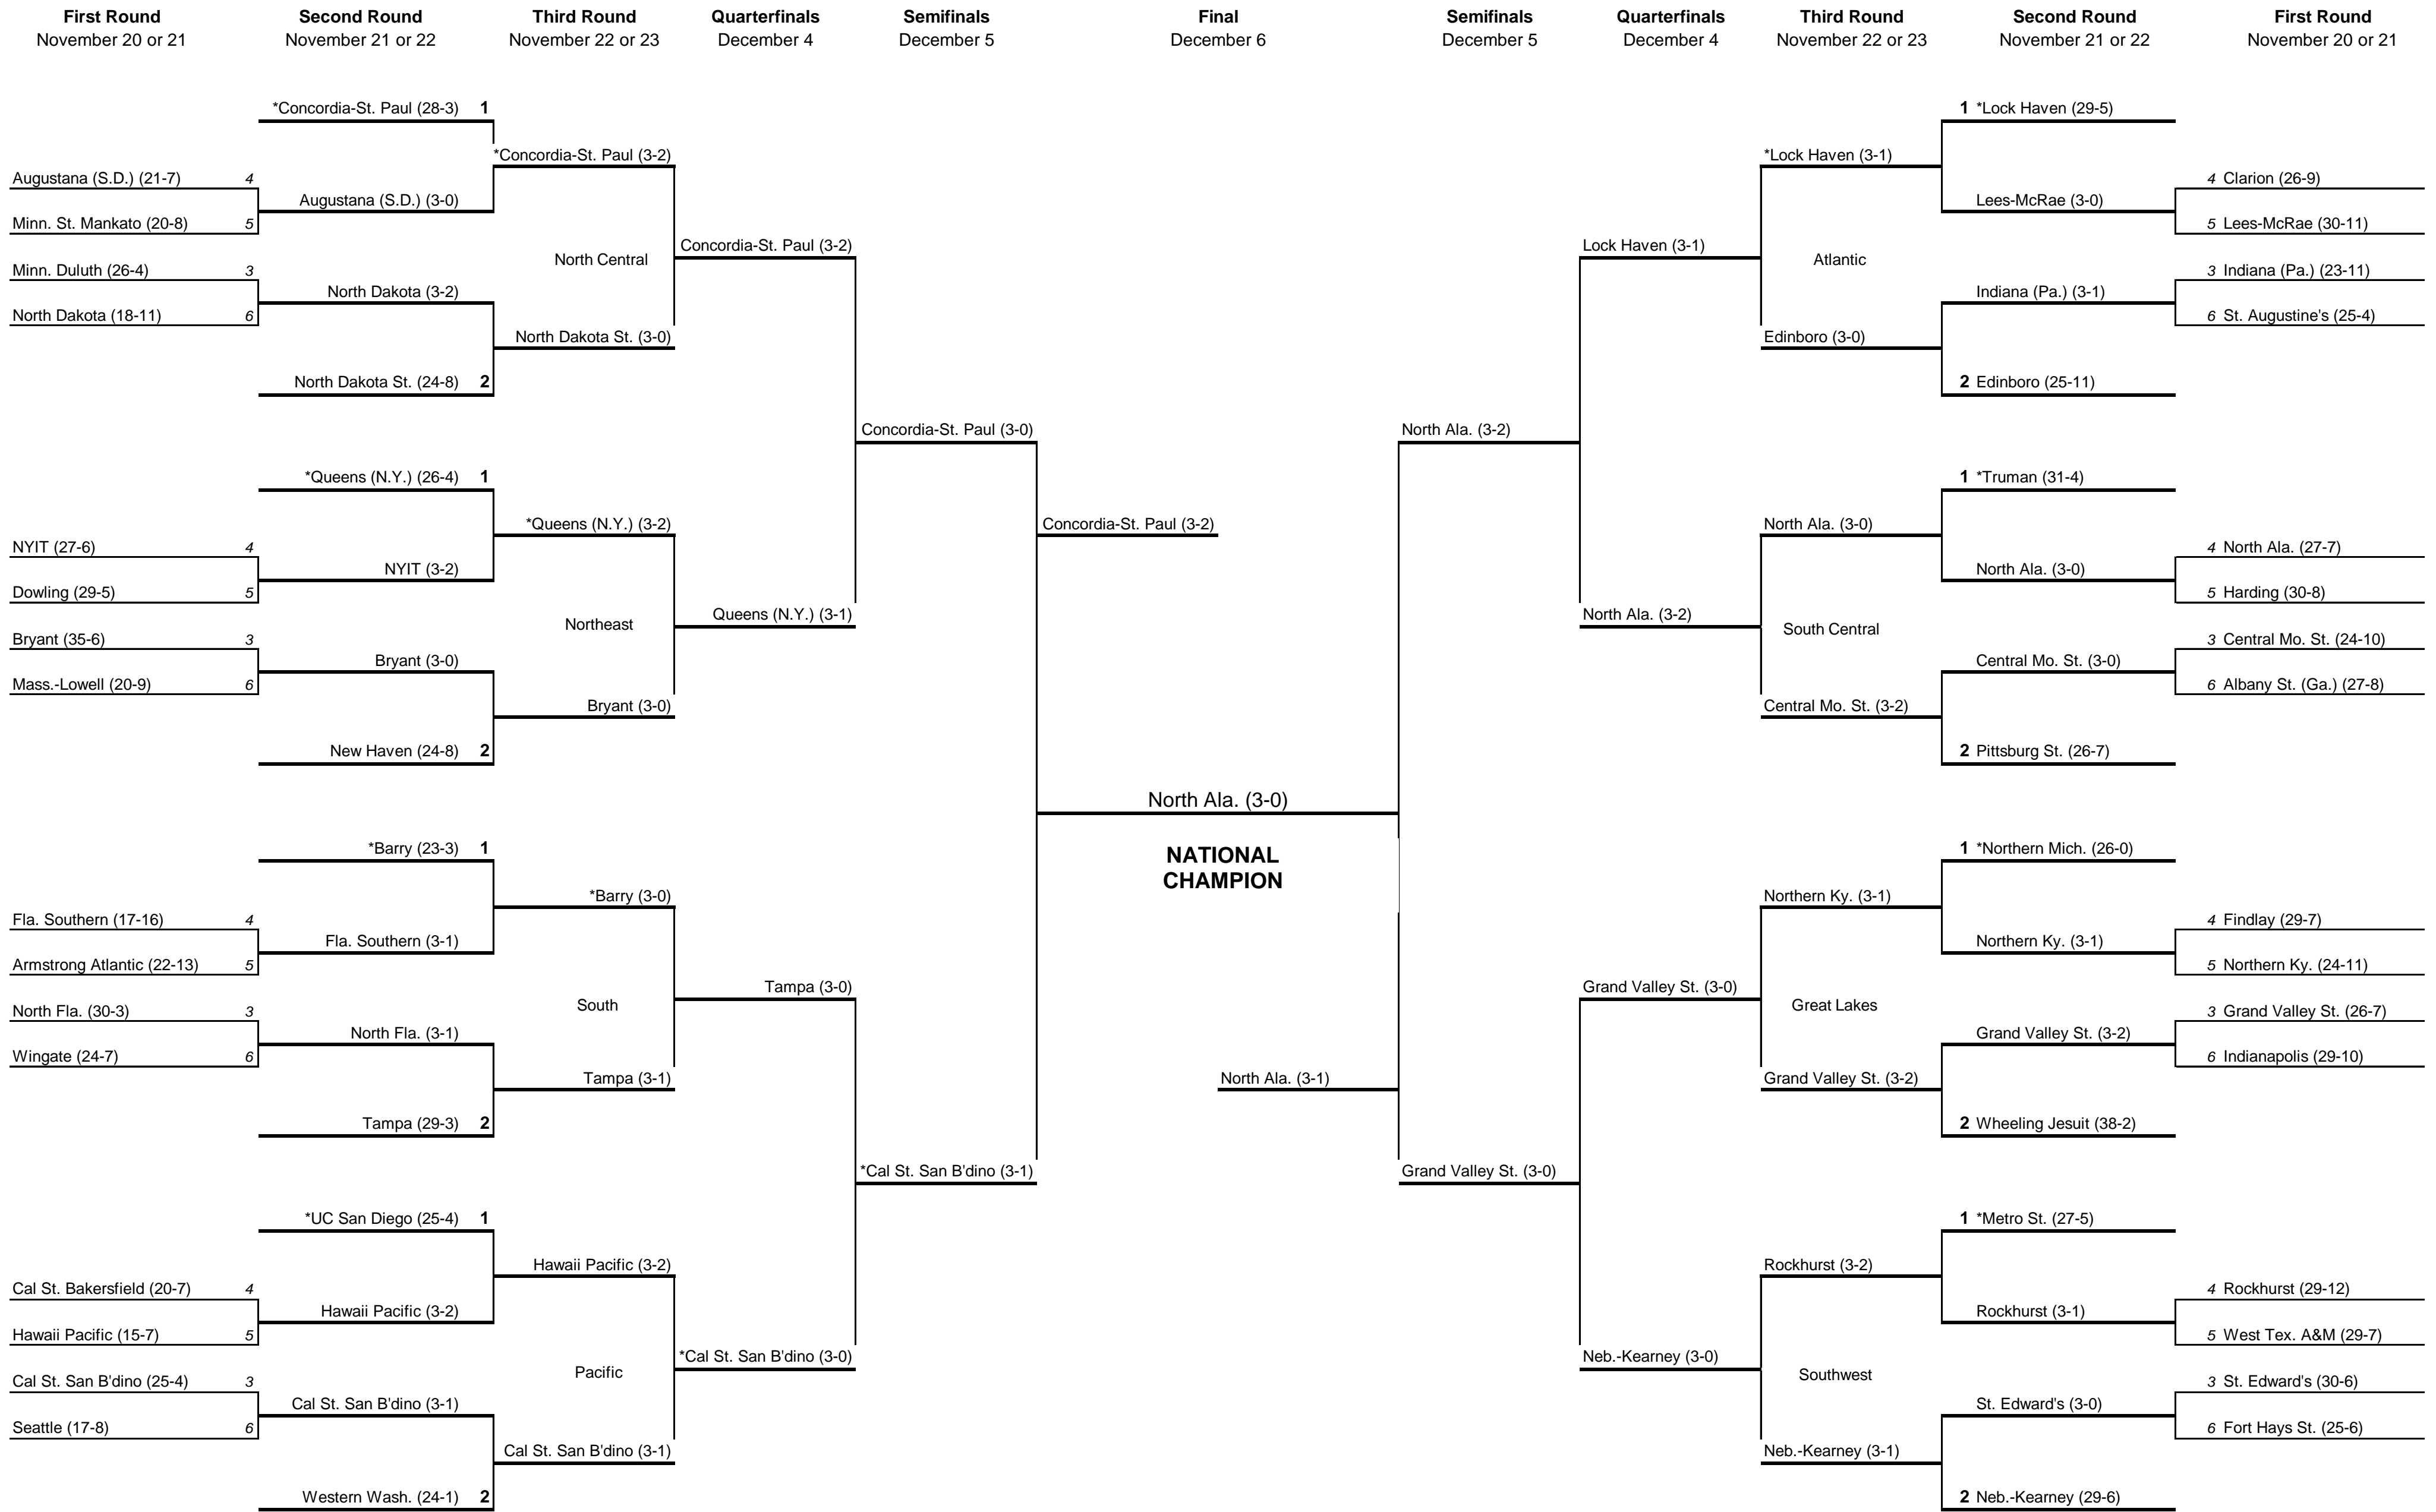 First Round
November 20 or 21
Second Round
November 21 or 22
Third Round
November 22 or 23
Quarterfinals
December 4
Semifinals
December 5
Final
December 6
Semifinals
December 5
Quarterfinals
December 4
Third Round
November 22 or 23
Second Round
November 21 or 22
First Round
November 20 or 21
*Concordia-St. Paul (28-3) 1
*Concordia-St. Paul (3-2)
Augustana (S.D.) (21-7) 4
Augustana (S.D.) (3-0)
Minn. St. Mankato (20-8) 5
Concordia-St. Paul (3-2)
North Central
Minn. Duluth (26-4) 3
North Dakota (3-2)
North Dakota (18-11) 6
North Dakota St. (3-0)
North Dakota St. (24-8) 2
Concordia-St. Paul (3-0)
*Queens (N.Y.) (26-4) 1
*Queens (N.Y.) (3-2)
Concordia-St. Paul (3-2)
NYIT (27-6) 4
NYIT (3-2)
Dowling (29-5) 5
Queens (N.Y.) (3-1)
Northeast
Bryant (35-6) 3
Bryant (3-0)
Mass.-Lowell (20-9) 6
Bryant (3-0)
New Haven (24-8) 2
North Ala. (3-0)
NATIONAL
CHAMPION
*Barry (23-3) 1
*Barry (3-0)
Fla. Southern (17-16) 4
Fla. Southern (3-1)
Armstrong Atlantic (22-13) 5
Tampa (3-0)
South
North Fla. (30-3) 3
North Fla. (3-1)
Wingate (24-7) 6
Tampa (3-1)
North Ala. (3-1)
Tampa (29-3) 2
*Cal St. San B'dino (3-1)
*UC San Diego (25-4) 1
Hawaii Pacific (3-2)
Cal St. Bakersfield (20-7) 4
Hawaii Pacific (3-2)
Hawaii Pacific (15-7) 5
*Cal St. San B'dino (3-0)
Pacific
Cal St. San B'dino (25-4) 3
Cal St. San B'dino (3-1)
Seattle (17-8) 6
Cal St. San B'dino (3-1)
Western Wash. (24-1) 2
1 *Lock Haven (29-5)
*Lock Haven (3-1)
4 Clarion (26-9)
Lees-McRae (3-0)
5 Lees-McRae (30-11)
Lock Haven (3-1)
Atlantic
3 Indiana (Pa.) (23-11)
Indiana (Pa.) (3-1)
6 St. Augustine's (25-4)
Edinboro (3-0)
2 Edinboro (25-11)
North Ala. (3-2)
1 *Truman (31-4)
North Ala. (3-0)
4 North Ala. (27-7)
North Ala. (3-0)
5 Harding (30-8)
North Ala. (3-2)
South Central
3 Central Mo. St. (24-10)
Central Mo. St. (3-0)
6 Albany St. (Ga.) (27-8)
Central Mo. St. (3-2)
2 Pittsburg St. (26-7)
1 *Northern Mich. (26-0)
Northern Ky. (3-1)
4 Findlay (29-7)
Northern Ky. (3-1)
5 Northern Ky. (24-11)
Grand Valley St. (3-0)
Great Lakes
3 Grand Valley St. (26-7)
Grand Valley St. (3-2)
6 Indianapolis (29-10)
Grand Valley St. (3-2)
2 Wheeling Jesuit (38-2)
Grand Valley St. (3-0)
1 *Metro St. (27-5)
Rockhurst (3-2)
4 Rockhurst (29-12)
Rockhurst (3-1)
5 West Tex. A&M (29-7)
Neb.-Kearney (3-0)
Southwest
3 St. Edward's (30-6)
St. Edward's (3-0)
6 Fort Hays St. (25-6)
Neb.-Kearney (3-1)
2 Neb.-Kearney (29-6)